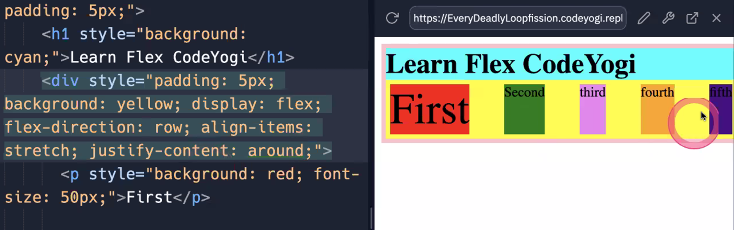 padding: 5px;">
<h1 style="background:
cyan;">Learn Flex CodeYogi</h1>
<div style="padding: 5px;
background: yellow; display: flex;
flex-direction: row; align-items:
stretch; justify-content: around;">
<p style="background: red; font-
size: 50px;">First</p>
https://EveryDeadlyLoopfission.codeyogi.repl
Learn Flex CodeYogi
First
Second
third
fourth
fifth